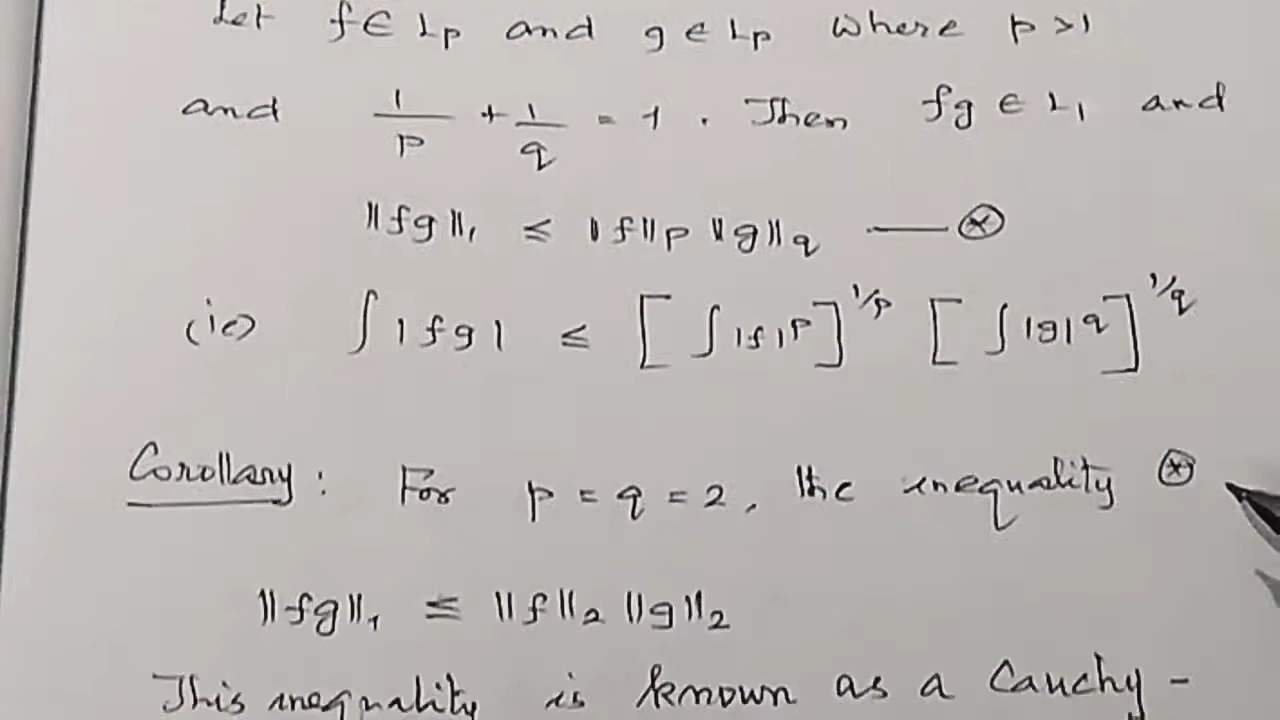 Let f ∈ Lp and g ∈ Lp where p > 1
and 1/p + 1/q = 1 . Then fg ∈ L₁ and
‖fg‖₁ ≤ ‖f‖p ‖g‖q — ⊛
(ie) ∫|fg| ≤ [∫|f|^p]^{1/p} [∫|g|^q]^{1/q}
Corollary : For p = q = 2, the inequality ⊛
‖fg‖₁ ≤ ‖f‖₂ ‖g‖₂
This inequality is known as a Cauchy -